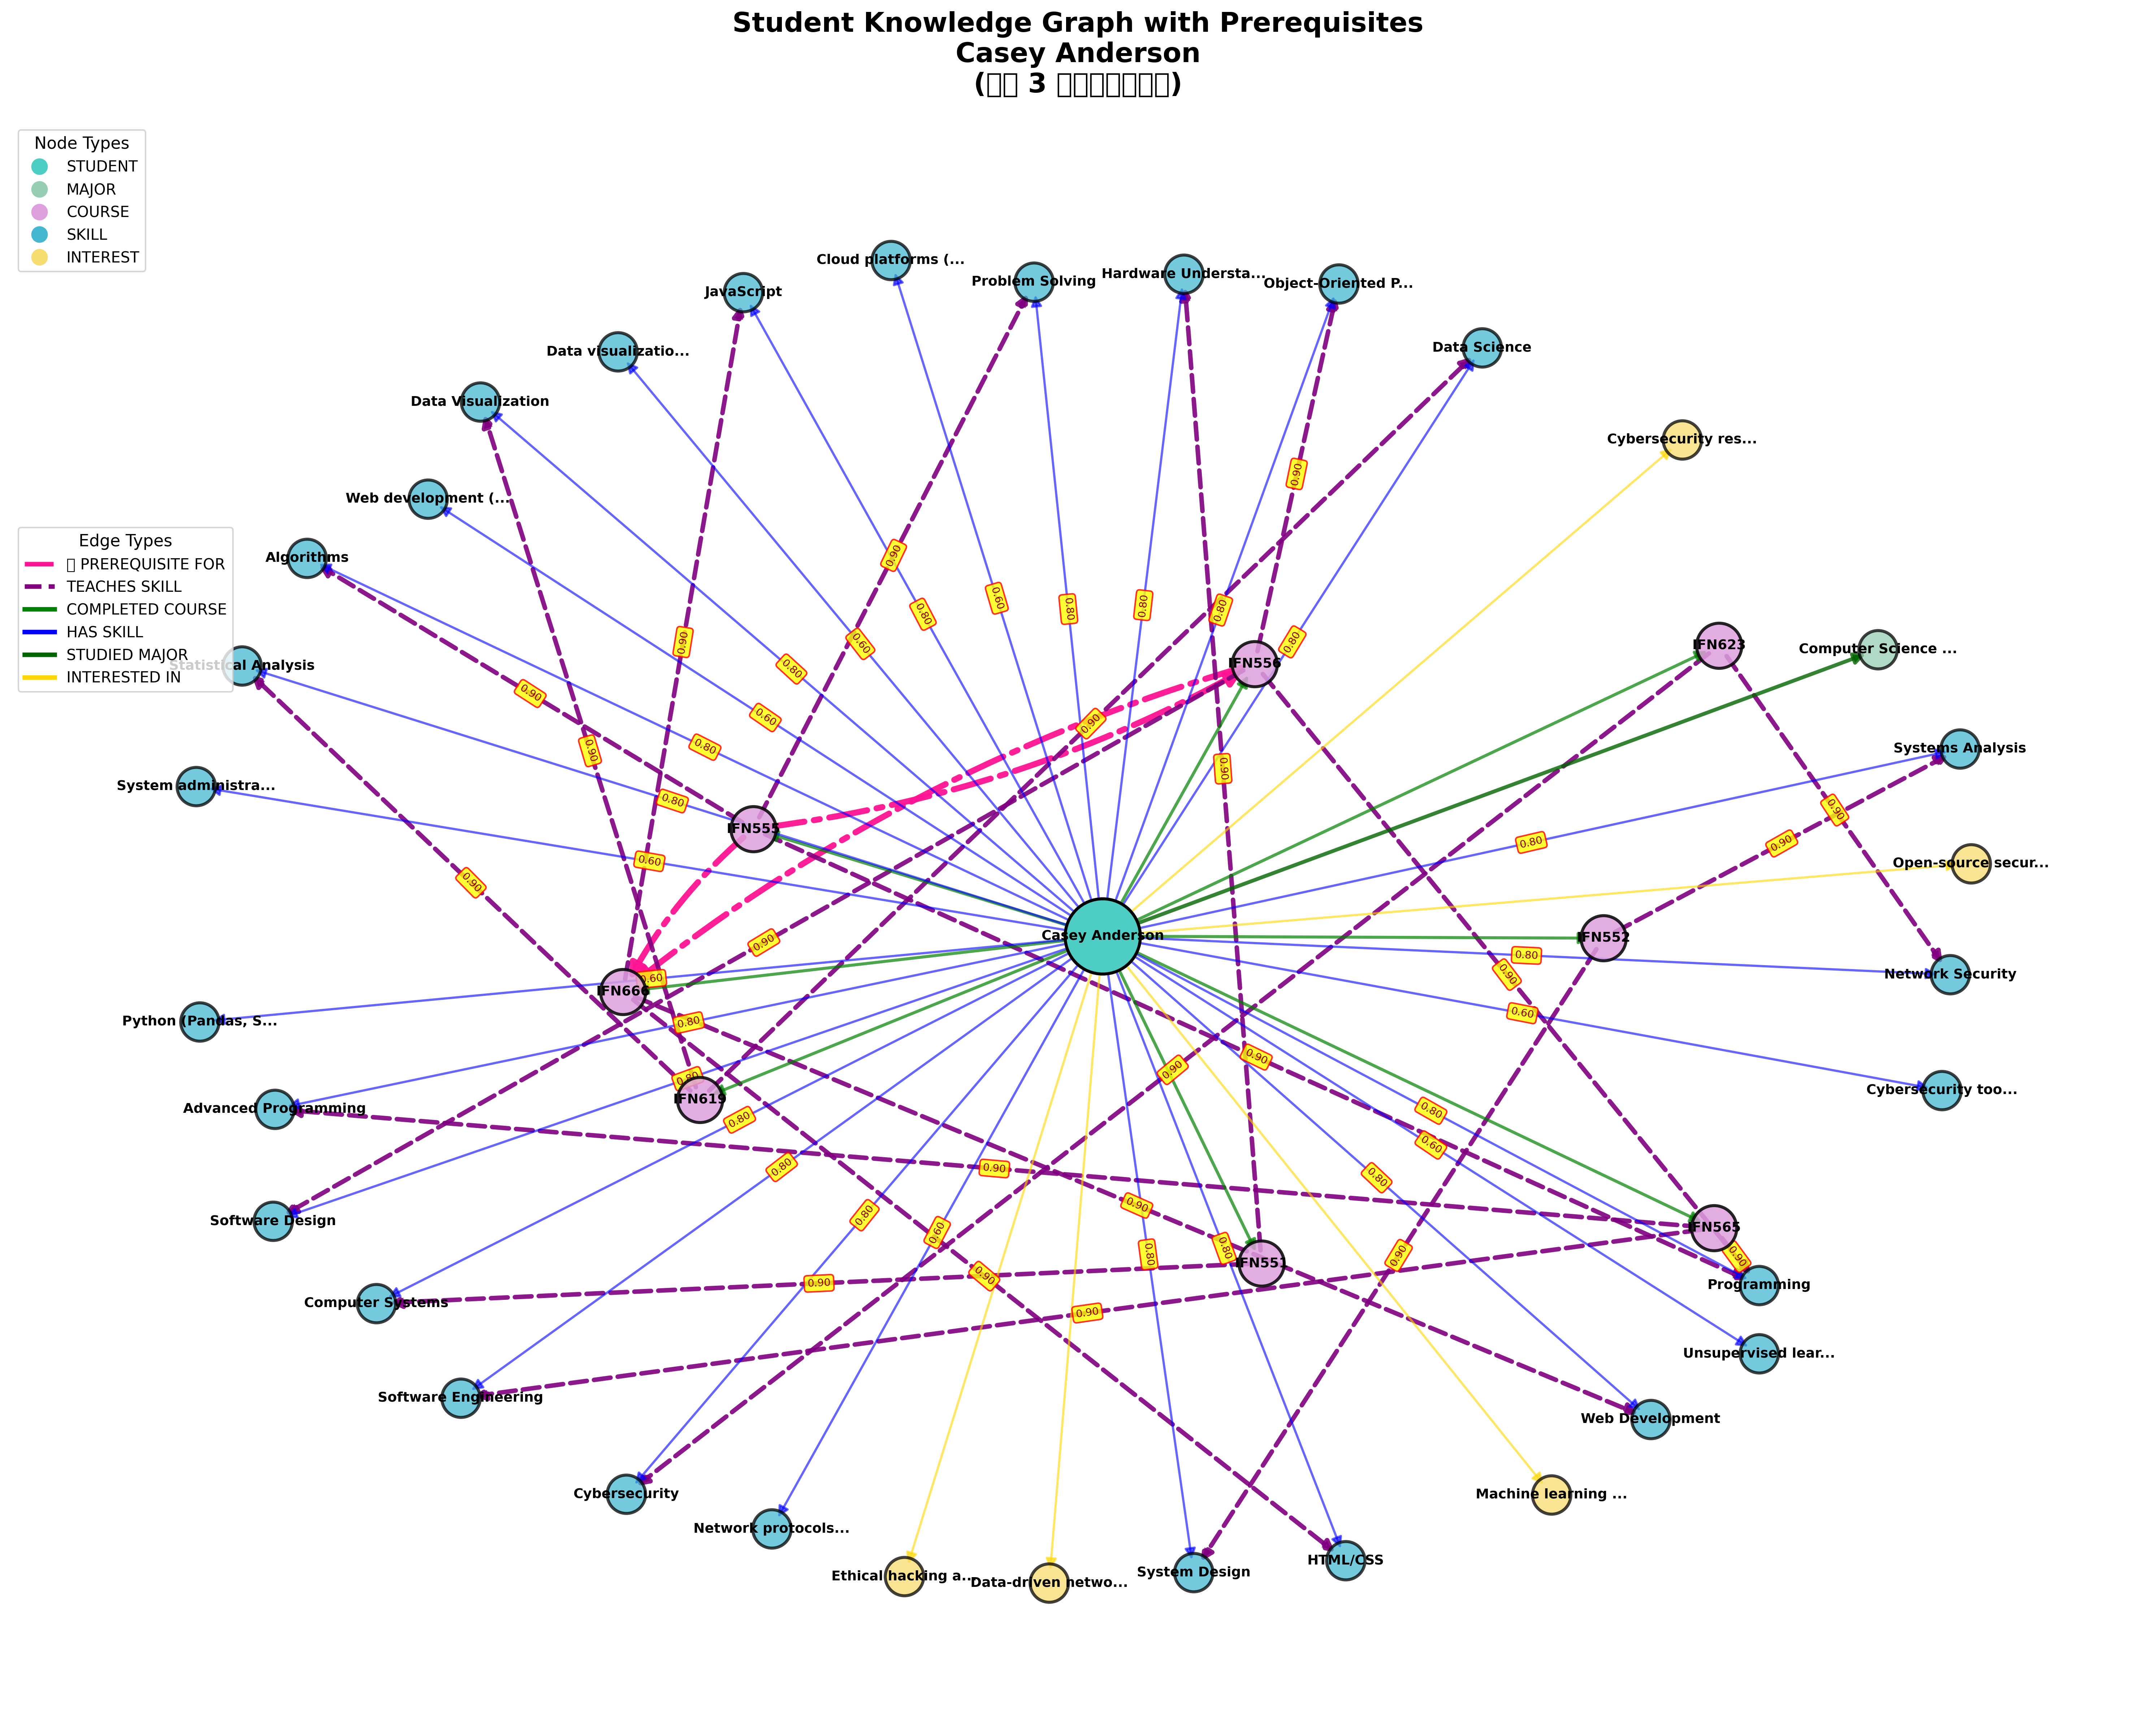 Student Knowledge Graph with Prerequisites
Casey Anderson
(□□ 3 □□□□□□□)
Node Types
STUDENT
MAJOR
COURSE
SKILL
INTEREST
Edge Types
□ PREREQUISITE FOR
TEACHES SKILL
COMPLETED COURSE
HAS SKILL
STUDIED MAJOR
INTERESTED IN
Cloud platforms (...
Problem Solving
Hardware Understa...
Object-Oriented P...
JavaScript
Data visualizatio...
Data Science
Data Visualization
Cybersecurity res...
Web development (...
Algorithms
Statistical Analysis
IFN556
IFN623
Computer Science ...
Systems Analysis
System administra...
IFN555
Open-source secur...
Casey Anderson
IFN552
Network Security
IFN666
Python (Pandas, S...
Cybersecurity too...
IFN619
Advanced Programming
Software Design
IFN565
IFN551
Programming
Computer Systems
Unsupervised lear...
Software Engineering
Web Development
Cybersecurity
Machine learning ...
Network protocols...
Ethical hacking a...
Data-driven netwo...
System Design
HTML/CSS
0.90
0.90
0.80
0.60
0.80
0.80
0.80
0.80
0.60
0.90
0.80
0.80
0.90
0.60
0.90
0.80
0.90
0.90
0.80
0.90
0.80
0.90
0.60
0.90
0.90
0.80
0.60
0.90
0.60
0.80
0.90
0.90
0.80
0.80
0.80
0.60
0.90
0.80
0.80
0.90
0.80
0.60
0.80
0.80
0.90
0.90
0.90
0.90
0.90